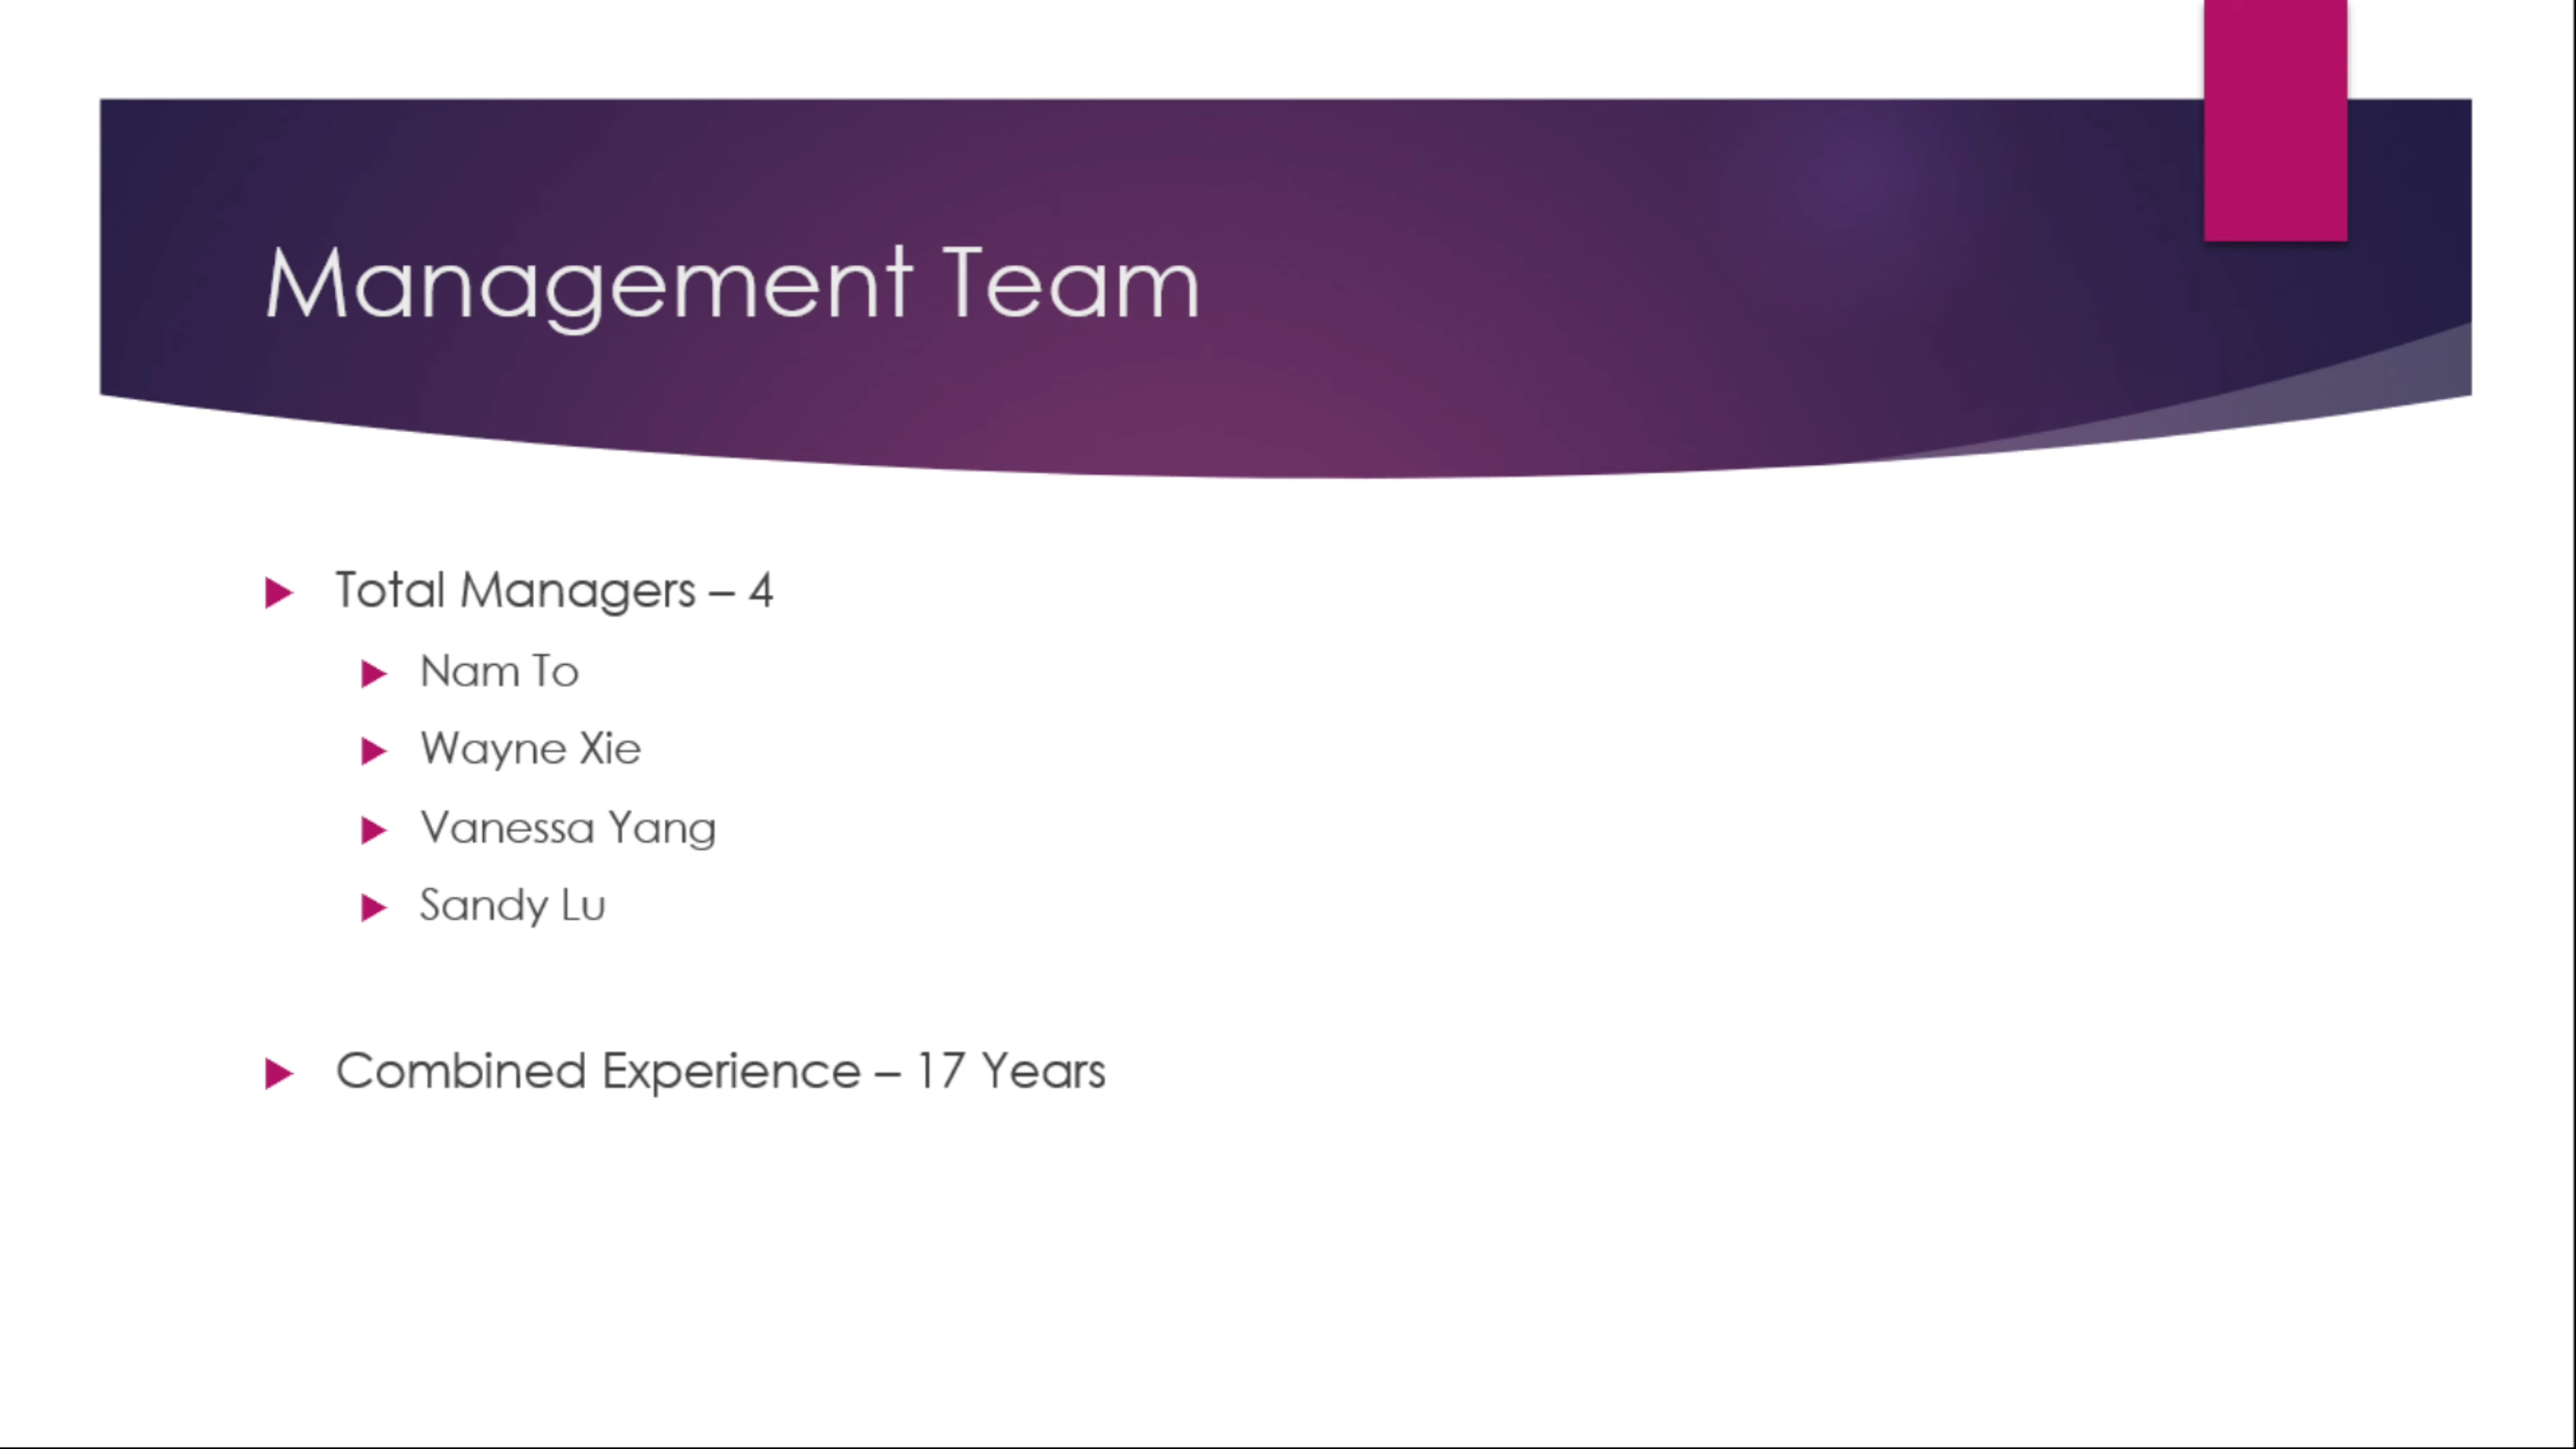 Management Team
Total Managers – 4
Nam To
Wayne Xie
Vanessa Yang
Sandy Lu
Combined Experience – 17 Years